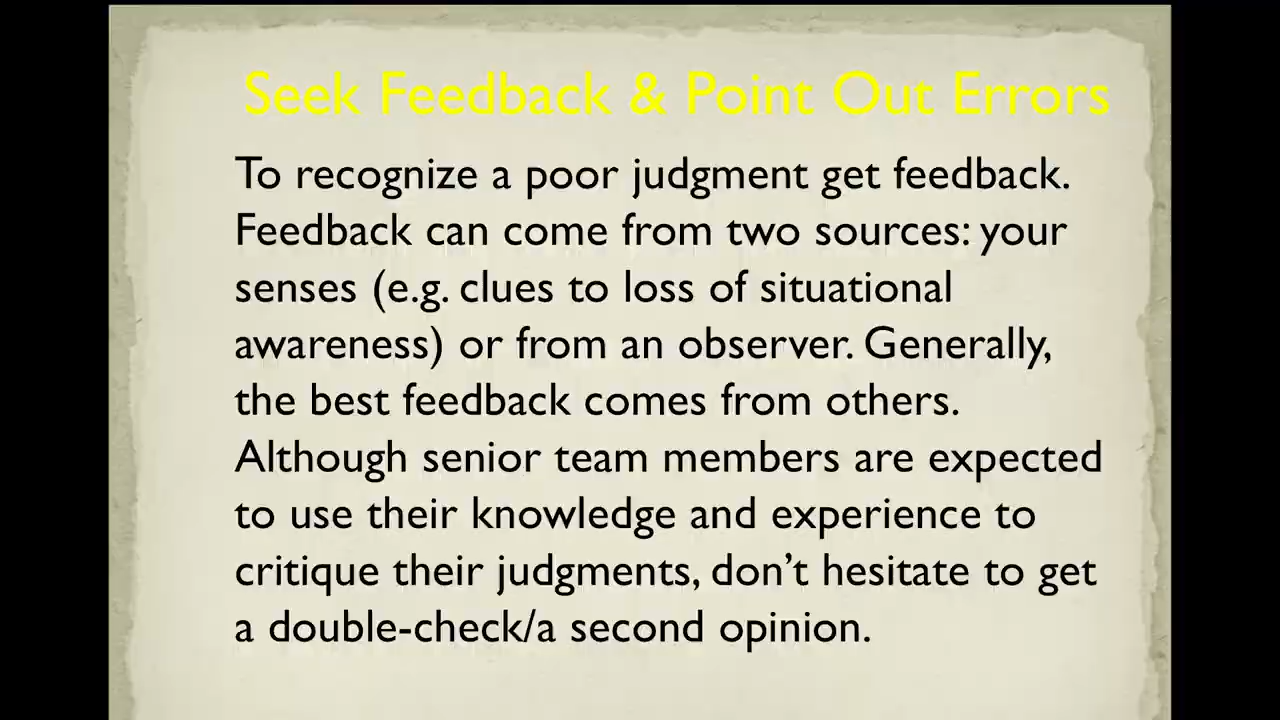 Seek Feedback & Point Out Errors
To recognize a poor judgment get feedback.
Feedback can come from two sources: your
senses (e.g. clues to loss of situational
awareness) or from an observer. Generally,
the best feedback comes from others.
Although senior team members are expected
to use their knowledge and experience to
critique their judgments, don’t hesitate to get
a double-check/a second opinion.